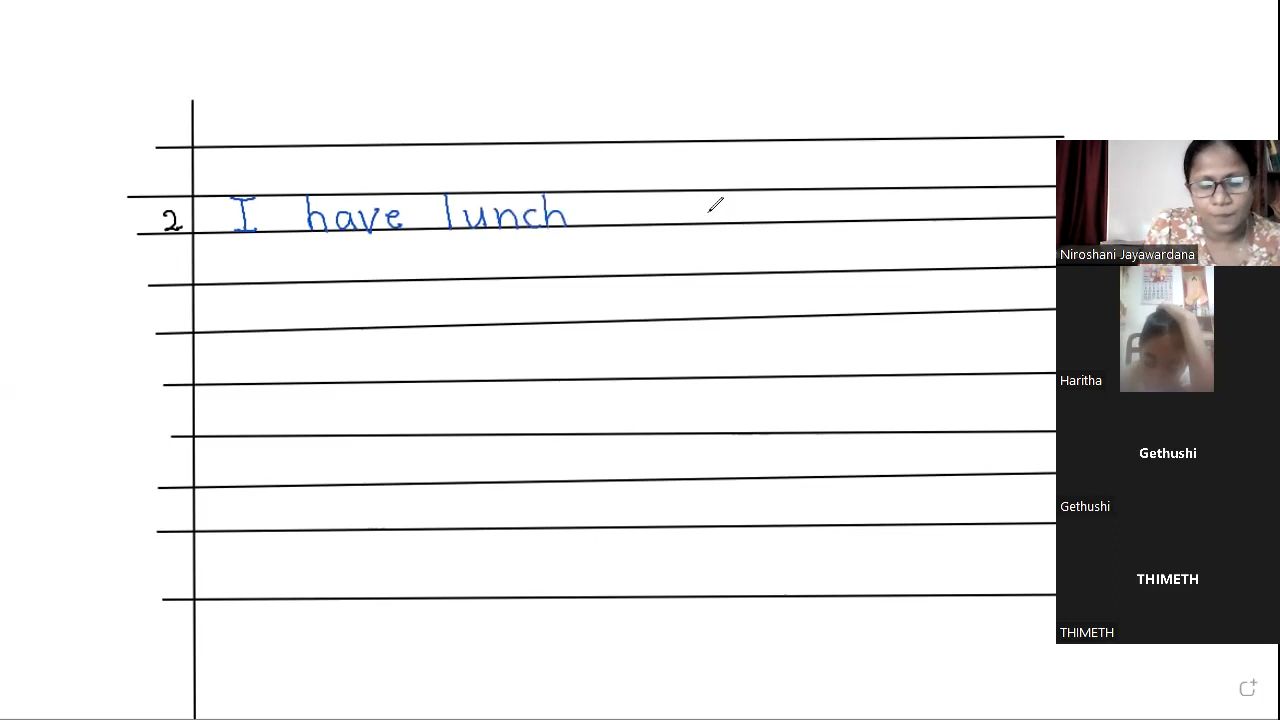 2 I have lunch
Niroshani Jayawardana
Haritha
Gethushi
Gethushi
THIMETH
THIMETH